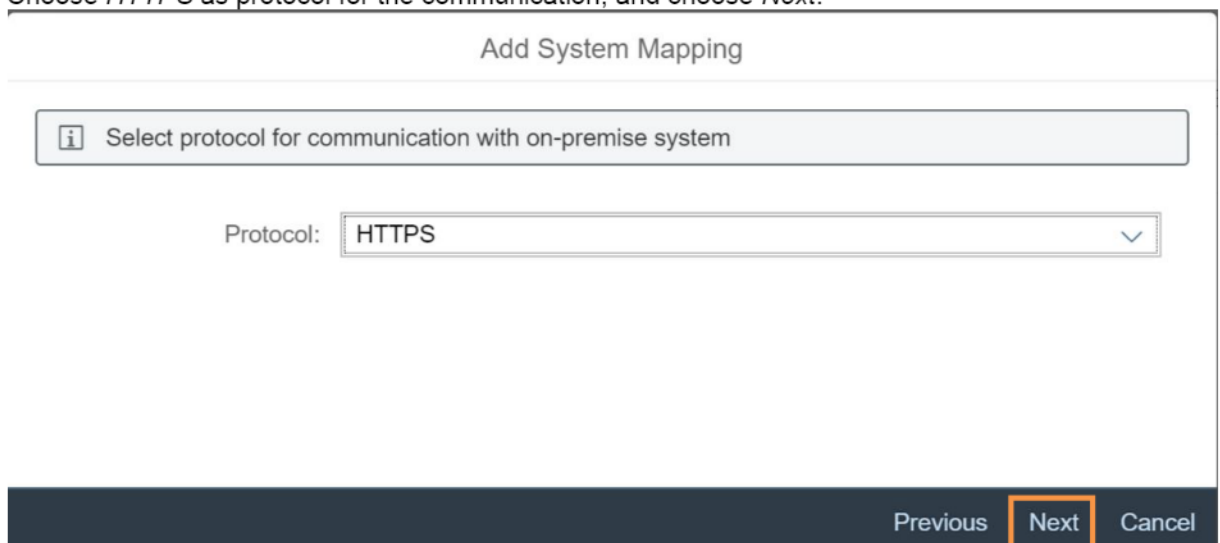 Choose HTTPS as protocol for the communication, and choose Next.
Add System Mapping
Select protocol for communication with on-premise system
Protocol: HTTPS
Previous Next Cancel